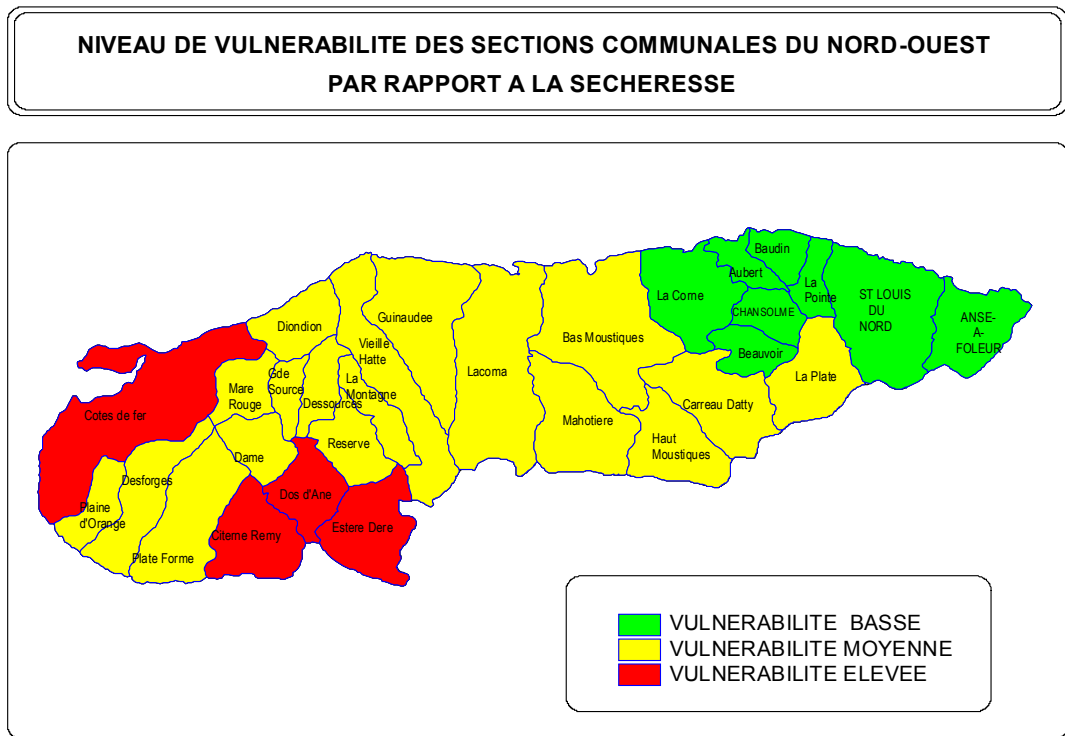 NIVEAU DE VULNERABILITE DES SECTIONS COMMUNALES DU NORD-OUEST
PAR RAPPORT A LA SECHERESSE
Baudin
Aubert
La
Pointe
La Corne
ST LOUIS
DU
NORD
CHANSOLME
ANSE-
A-
FOLEUR
Guinaudee
Diondion
Vieille
Hatte
Bas Moustiques
Beauvoir
La Plate
Lacoma
Gde
Source
Mare
Rouge
La
Montagne
Dessources
Carreau Datty
Cotes de fer
Mahotiere
Reserve
Haut
Moustiques
Dame
Desforges
Dos d'Ane
Plaine
d'Orange
Estere Dere
Citerne Remy
Plate Forme
VULNERABILITE BASSE
VULNERABILITE MOYENNE
VULNERABILITE ELEVEE